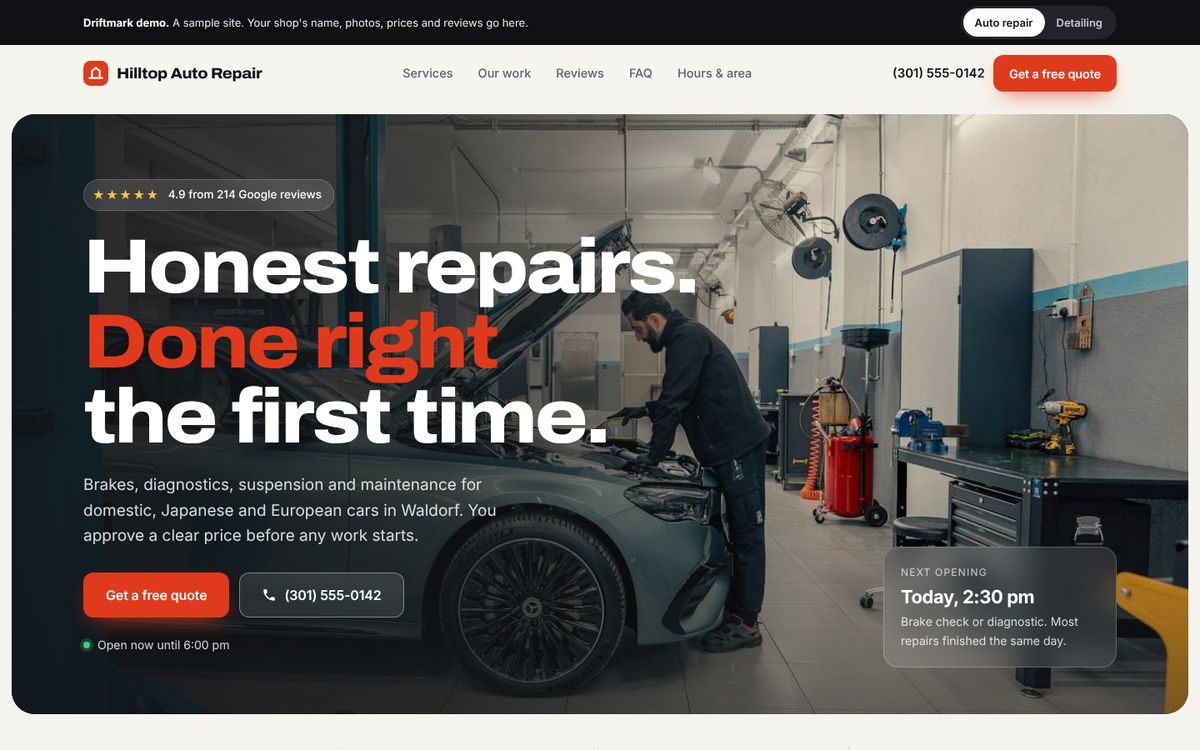 Driftmark demo. A sample site. Your shop's name, photos, prices and reviews go here.
Auto repair
Detailing
Hilltop Auto Repair
Services
Our work
Reviews
FAQ
Hours & area
(301) 555-0142
Get a free quote
★★★★★ 4.9 from 214 Google reviews
Honest repairs.
Done right
the first time.
Brakes, diagnostics, suspension and maintenance for
domestic, Japanese and European cars in Waldorf. You
approve a clear price before any work starts.
Get a free quote
(301) 555-0142
Open now until 6:00 pm
NEXT OPENING
Today, 2:30 pm
Brake check or diagnostic. Most
repairs finished the same day.